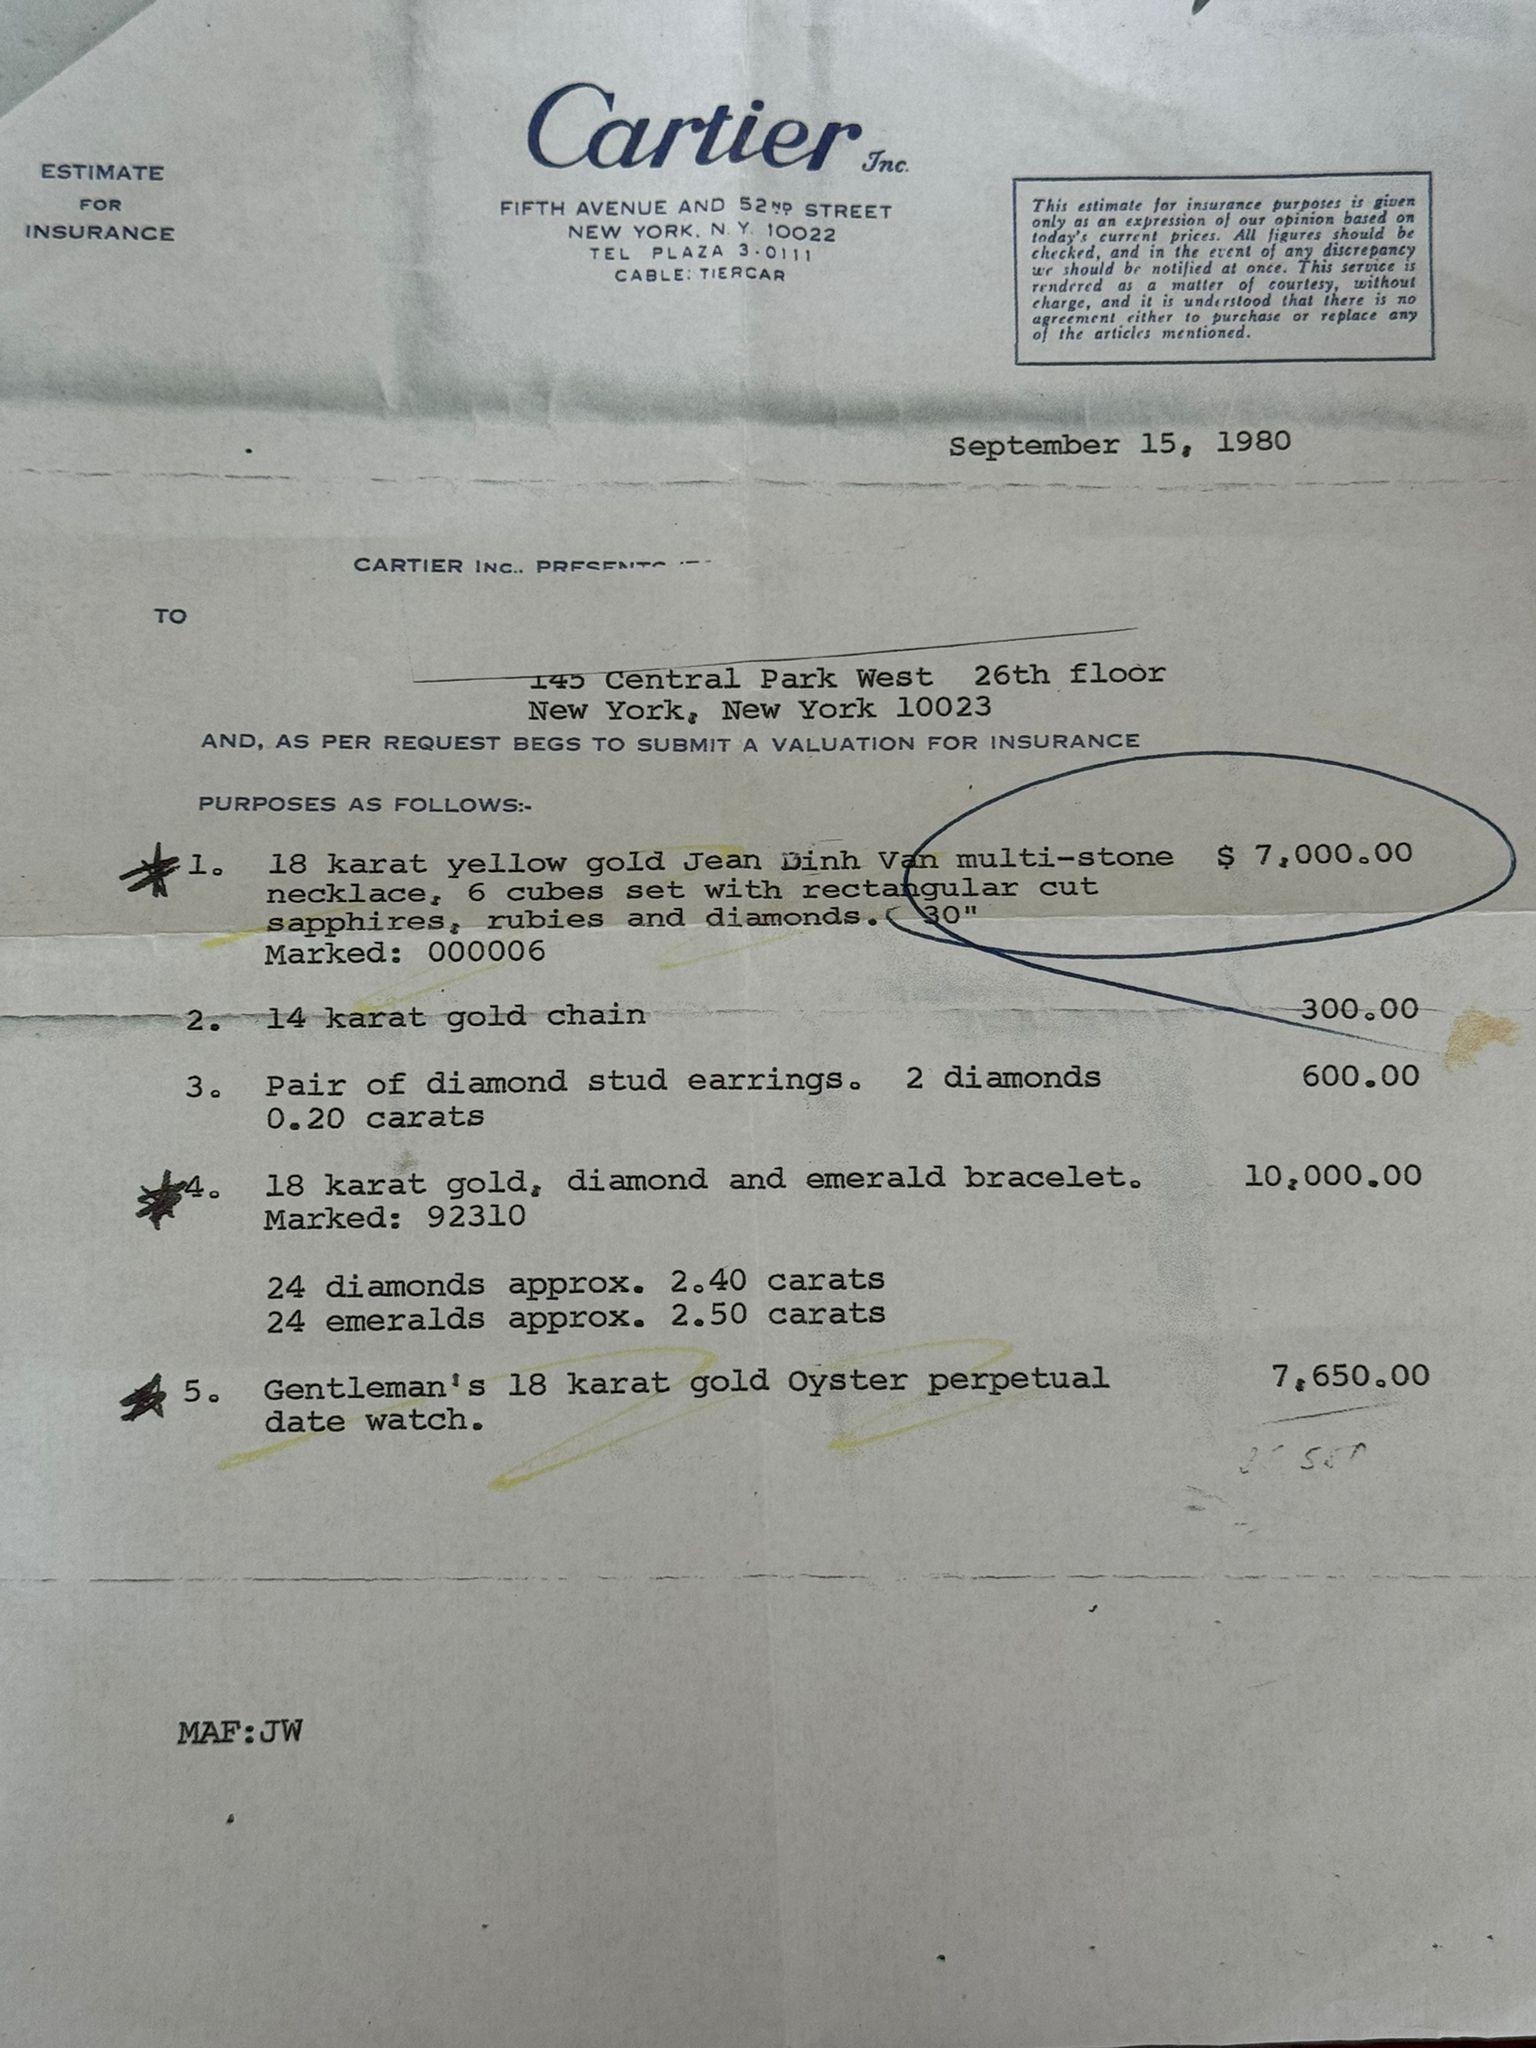 Cartier Inc.
FIFTH AVENUE AND 52ND STREET
NEW YORK, N.Y. 10022
TEL PLAZA 3-0111
CABLE: TIERCAR
ESTIMATE
FOR
INSURANCE
This estimate for insurance purposes is given
only as an expression of our opinion based on
today's current prices. All figures should be
checked, and in the event of any discrepancy
we should be notified at once. This service is
rendered as a matter of courtesy, without
charge, and it is understood that there is no
agreement either to purchase or replace any
of the articles mentioned.
September 15, 1980
CARTIER INC., PRESENTS
TO
145 Central Park West 26th floor
New York, New York 10023
AND, AS PER REQUEST BEGS TO SUBMIT A VALUATION FOR INSURANCE
PURPOSES AS FOLLOWS:-
1. 18 karat yellow gold Jean Dinh Van multi-stone $ 7,000.00
necklace, 6 cubes set with rectangular cut
sapphires, rubies and diamonds. 30"
Marked: 000006
2. 14 karat gold chain 300.00
3. Pair of diamond stud earrings. 2 diamonds 600.00
0.20 carats
4. 18 karat gold, diamond and emerald bracelet. 10,000.00
Marked: 92310
24 diamonds approx. 2.40 carats
24 emeralds approx. 2.50 carats
5. Gentleman's 18 karat gold Oyster perpetual 7,650.00
date watch.
MAF:JW